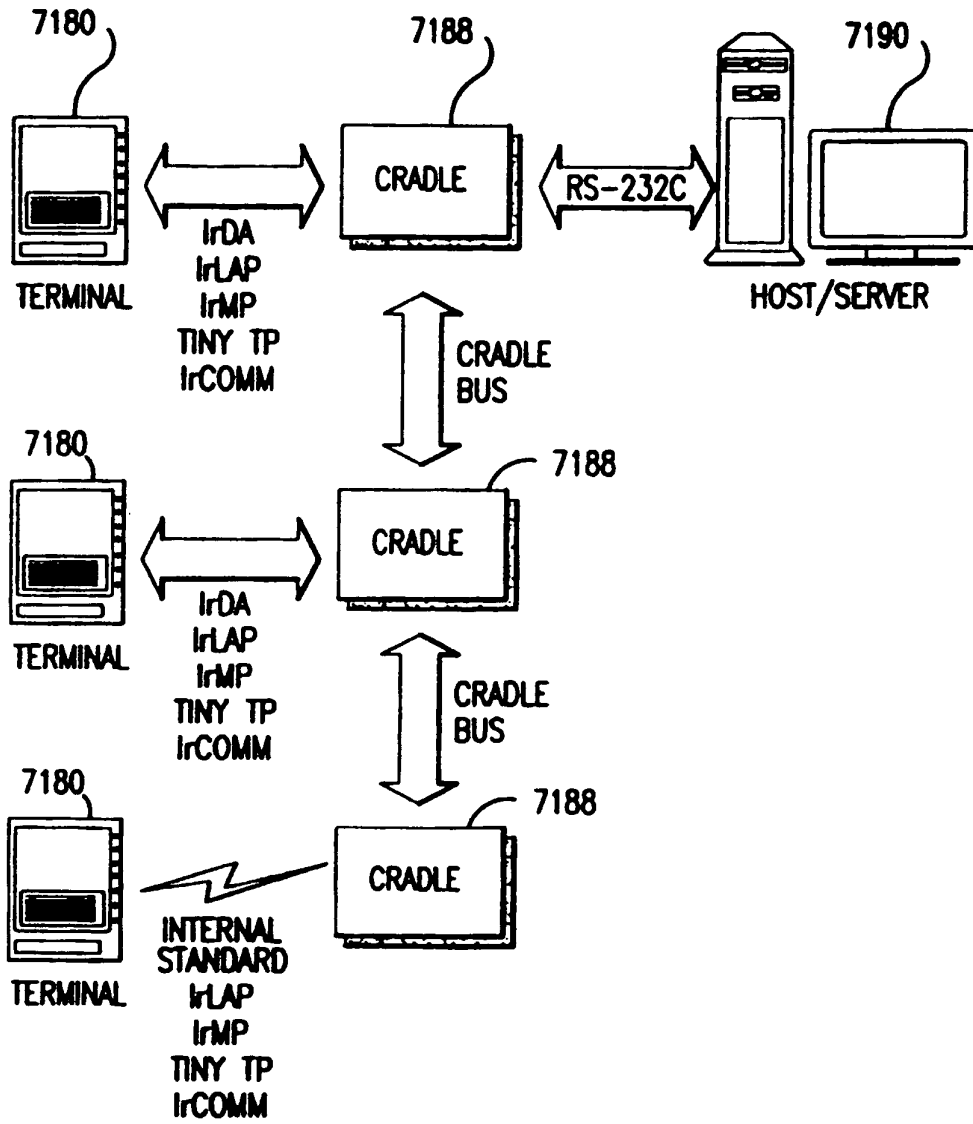 7180
7188
7190
CRADLE
RS-232C
TERMINAL
IrDA
IrLAP
IrMP
TINY TP
IrCOMM
HOST/SERVER
CRADLE
BUS
7180
7188
CRADLE
TERMINAL
IrDA
IrLAP
IrMP
TINY TP
IrCOMM
CRADLE
BUS
7180
7188
CRADLE
TERMINAL
INTERNAL
STANDARD
IrLAP
IrMP
TINY TP
IrCOMM